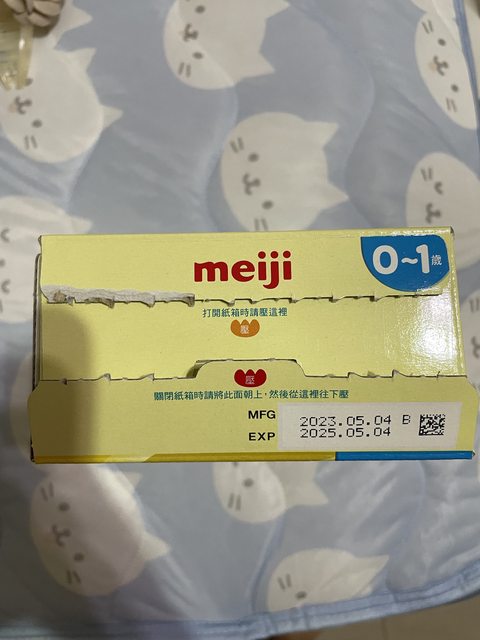 meiji
0~1歲
打開紙箱時請壓這裡
壓
壓
關閉紙箱時請將此面朝上，然後從這裡往下壓
MFG 2023.05.04 B
EXP 2025.05.04